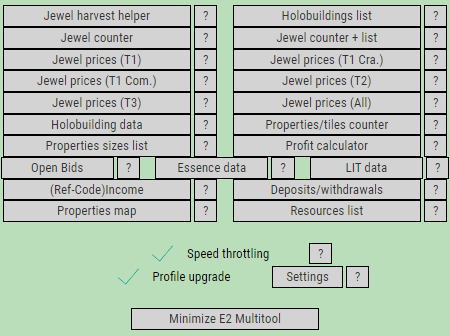 Jewel harvest helper ? Holobuildings list ?
Jewel counter ? Jewel counter + list ?
Jewel prices (T1) ? Jewel prices (T1 Cra.) ?
Jewel prices (T1 Com.) ? Jewel prices (T2) ?
Jewel prices (T3) ? Jewel prices (All) ?
Holobuilding data ? Properties/tiles counter ?
Properties sizes list ? Profit calculator ?
Open Bids ? Essence data ? LIT data ?
(Ref-Code)Income ? Deposits/withdrawals ?
Properties map ? Resources list ?
Speed throttling ?
Profile upgrade Settings ?
Minimize E2 Multitool